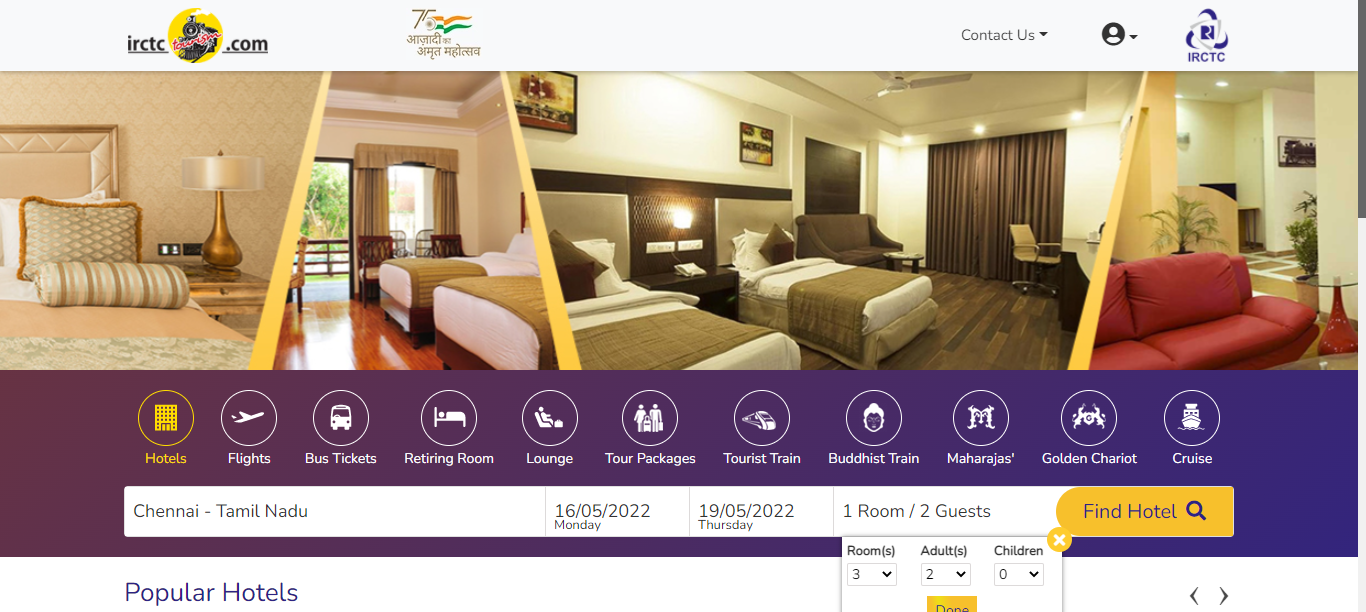 irctc tourism .com
75
आज़ादी का
अमृत महोत्सव
Contact Us
IRCTC
Hotels
Flights
Bus Tickets
Retiring Room
Lounge
Tour Packages
Tourist Train
Buddhist Train
Maharajas'
Golden Chariot
Cruise
Chennai - Tamil Nadu
16/05/2022
Monday
19/05/2022
Thursday
1 Room / 2 Guests
Find Hotel
Room(s) Adult(s) Children
3 2 0
Done
Popular Hotels